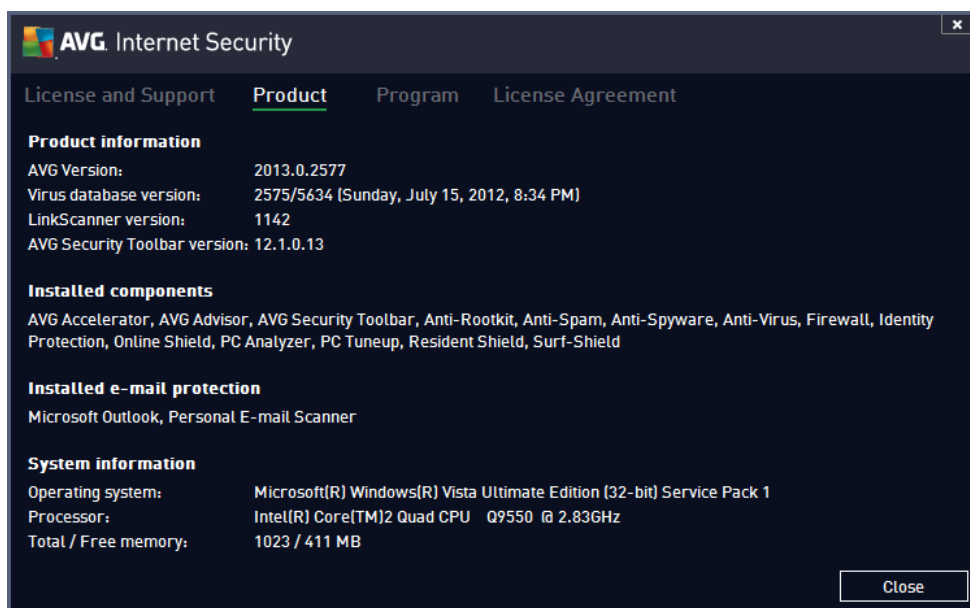 AVG. Internet Security
x
License and Support Product Program License Agreement
Product information
AVG Version: 2013.0.2577
Virus database version: 2575/5634 (Sunday, July 15, 2012, 8:34 PM)
LinkScanner version: 1142
AVG Security Toolbar version: 12.1.0.13
Installed components
AVG Accelerator, AVG Advisor, AVG Security Toolbar, Anti-Rootkit, Anti-Spam, Anti-Spyware, Anti-Virus, Firewall, Identity
Protection, Online Shield, PC Analyzer, PC Tuneup, Resident Shield, Surf-Shield
Installed e-mail protection
Microsoft Outlook, Personal E-mail Scanner
System information
Operating system: Microsoft(R) Windows(R) Vista Ultimate Edition (32-bit) Service Pack 1
Processor: Intel(R) Core(TM)2 Quad CPU Q9550 @ 2.83GHz
Total / Free memory: 1023 / 411 MB
Close